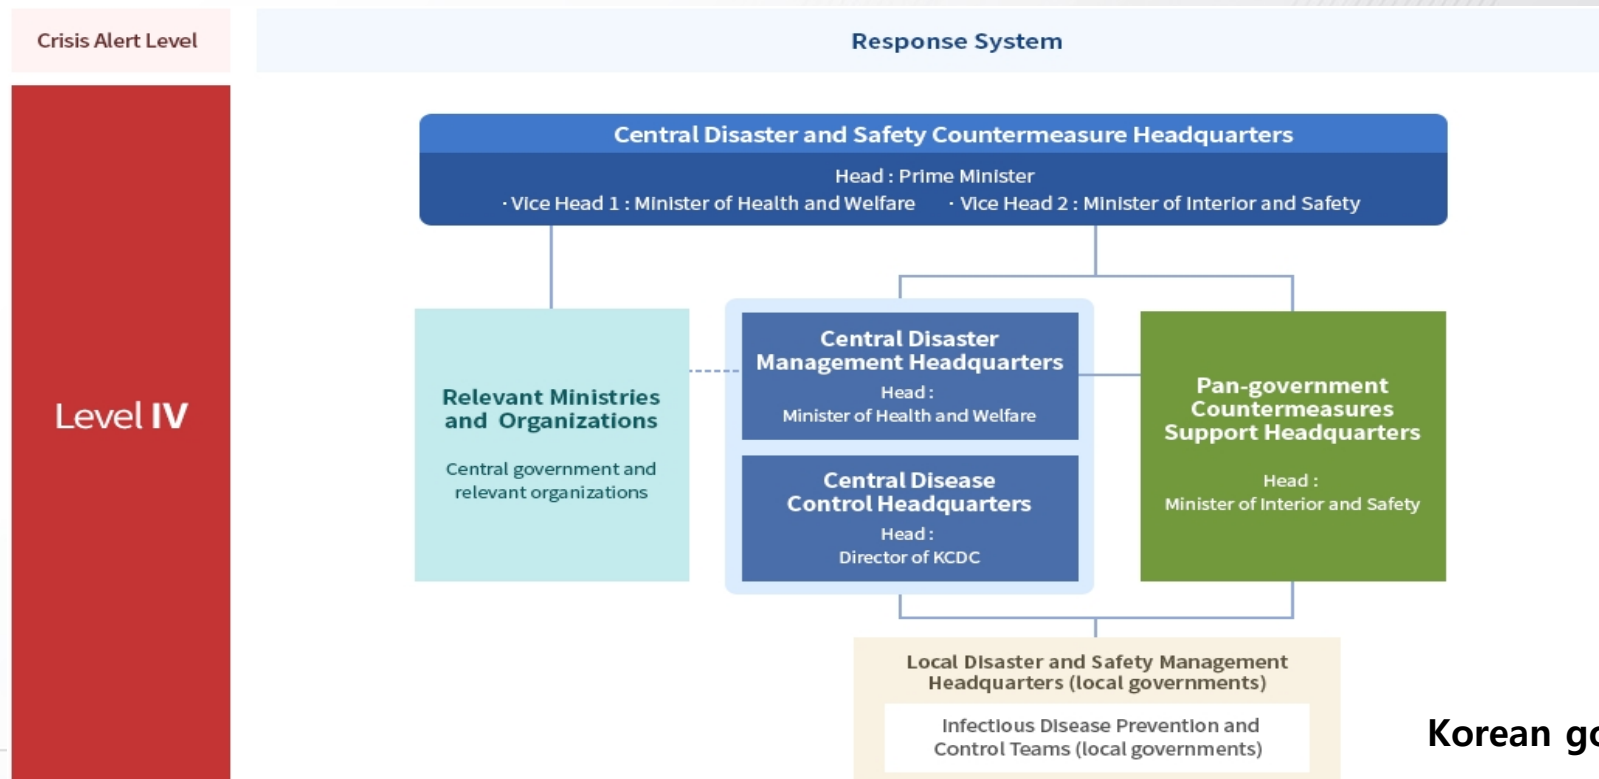 Crisis Alert Level
Response System
Level IV
Central Disaster and Safety Countermeasure Headquarters
Head : Prime Minister
· Vice Head 1 : Minister of Health and Welfare · Vice Head 2 : Minister of Interior and Safety
Relevant Ministries
and Organizations
Central government and
relevant organizations
Central Disaster
Management Headquarters
Head :
Minister of Health and Welfare
Central Disease
Control Headquarters
Head :
Director of KCDC
Pan-government
Countermeasures
Support Headquarters
Head :
Minister of Interior and Safety
Local Disaster and Safety Management
Headquarters (local governments)
Infectious Disease Prevention and
Control Teams (local governments)
Korean